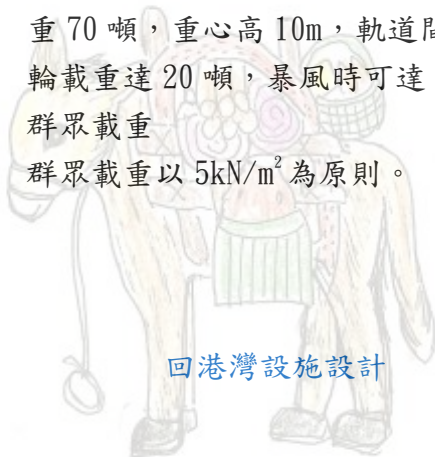 重 70 噸，重心高 10m，軌道間
輪載重達 20 噸，暴風時可達
群眾載重
群眾載重以 5kN/m²為原則。
回港灣設施設計